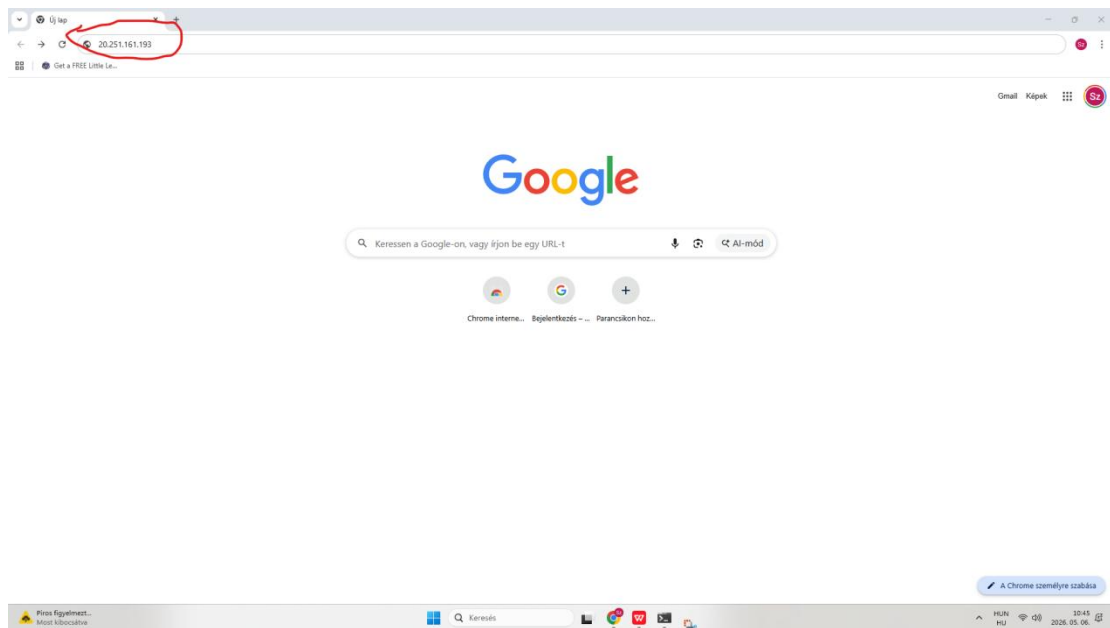 Új lap
20.251.161.193
Get a FREE Little Le...
Gmail Képek Sz
Google
Keressen a Google-on, vagy írjon be egy URL-t AI-mód
Chrome interne... Bejelentkezés – ... Parancsikon hoz...
A Chrome személyre szabása
Piros figyelmezt...
Most kibocsátva
Keresés
HUN
HU
10:45
2026. 05. 06.